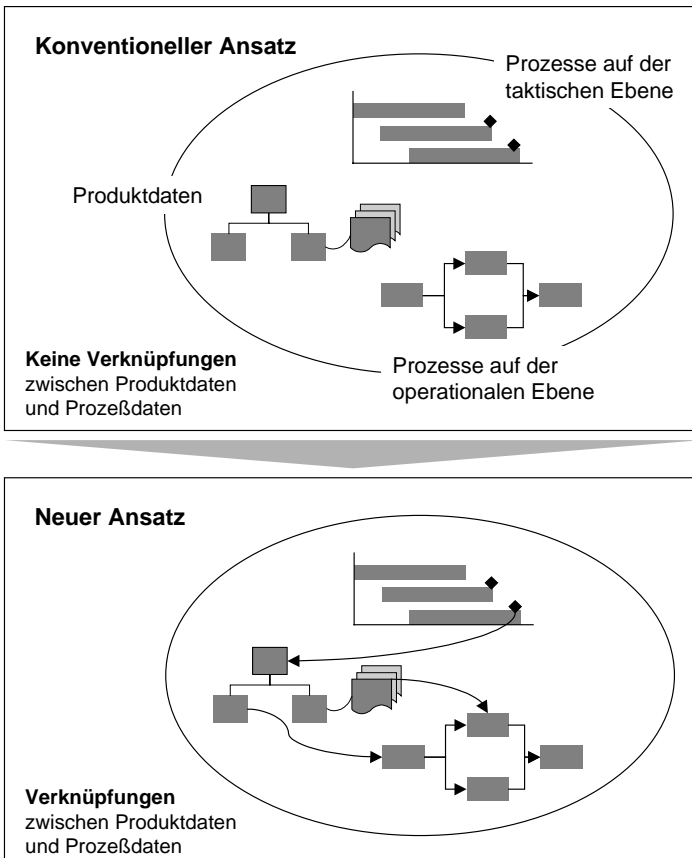 Konventioneller Ansatz
Prozesse auf der
taktischen Ebene
Produktdaten
Keine Verknüpfungen
zwischen Produktdaten
und Prozeßdaten
Prozesse auf der
operationalen Ebene
Neuer Ansatz
Verknüpfungen
zwischen Produktdaten
und Prozeßdaten